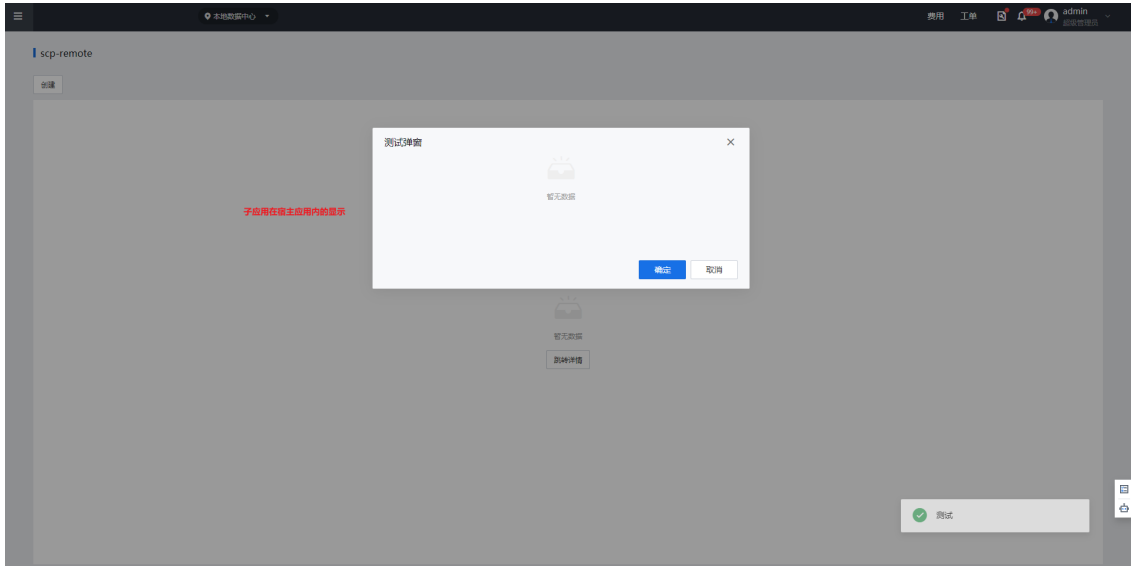 本地数据中心
费用 工单 99+ admin
超级管理员
scp-remote
创建
测试弹窗
暂无数据
子应用在宿主应用内的显示
确定 取消
暂无数据
跳转详情
测试